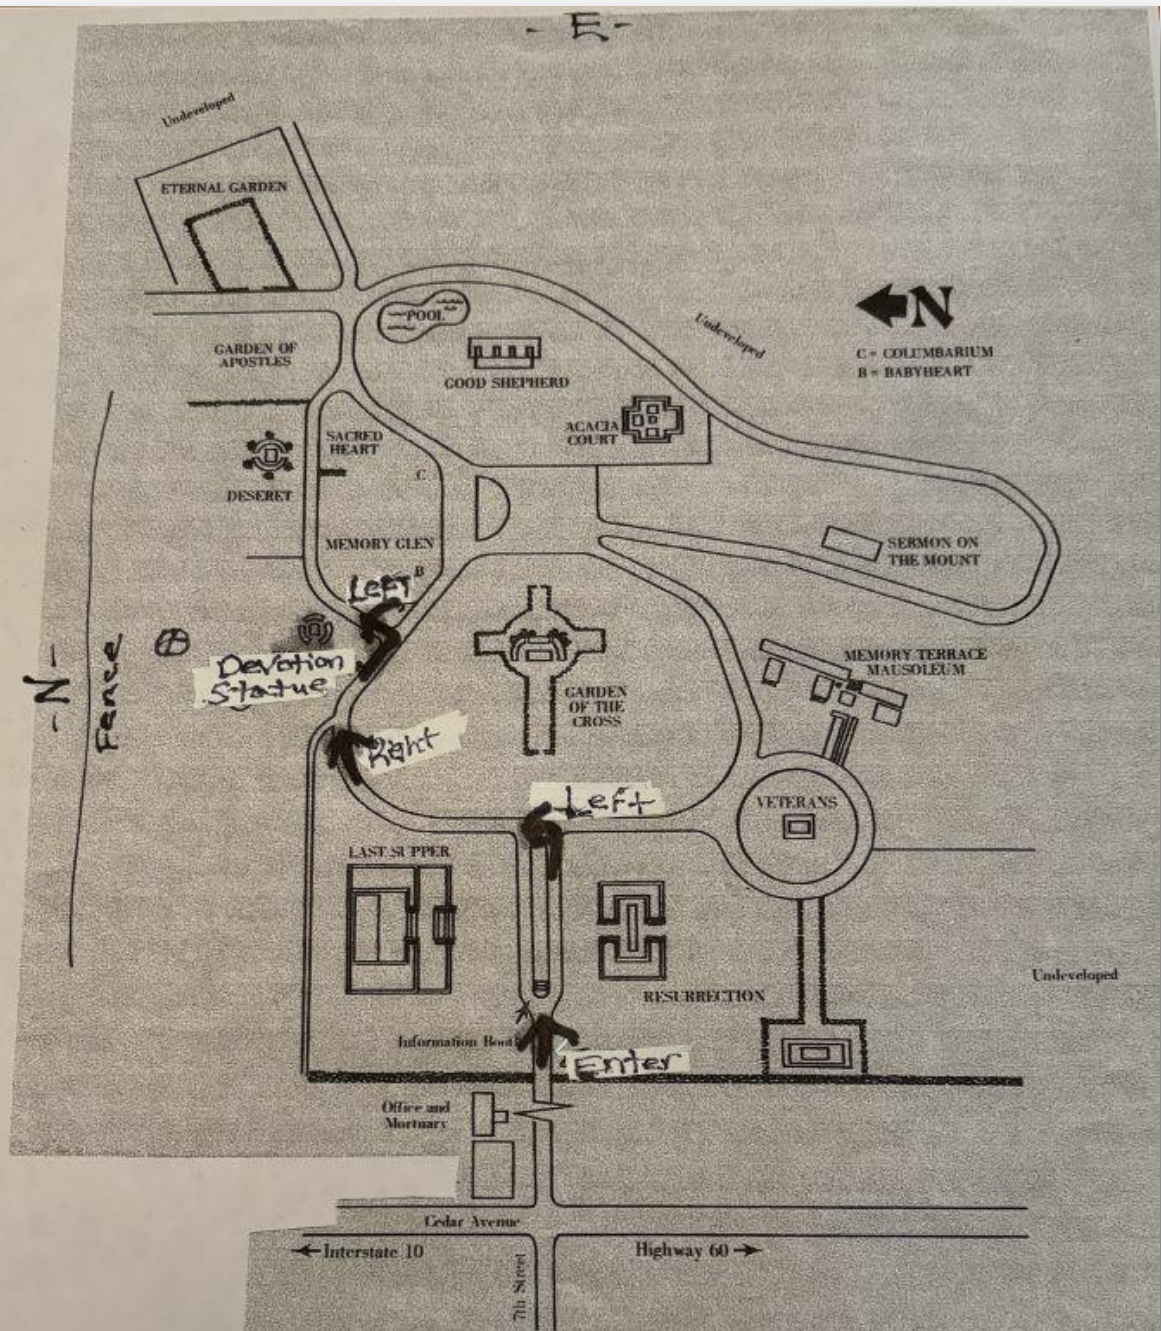 - E -
Undeveloped
ETERNAL GARDEN
POOL
N
Undeveloped
C = COLUMBARIUM
B = BABYHEART
GARDEN OF
APOSTLES
GOOD SHEPHERD
ACACIA
COURT
SACRED
HEART
C
DESERET
MEMORY GLEN
SERMON ON
THE MOUNT
B
Left
- N -
Fence
Devotion
Statue
MEMORY TERRACE
MAUSOLEUM
GARDEN
OF THE
CROSS
Right
Left
VETERANS
LAST SUPPER
RESURRECTION
Undeveloped
Information Booth
Enter
Office and
Mortuary
Cedar Avenue
Interstate 10
Highway 60
7th Street